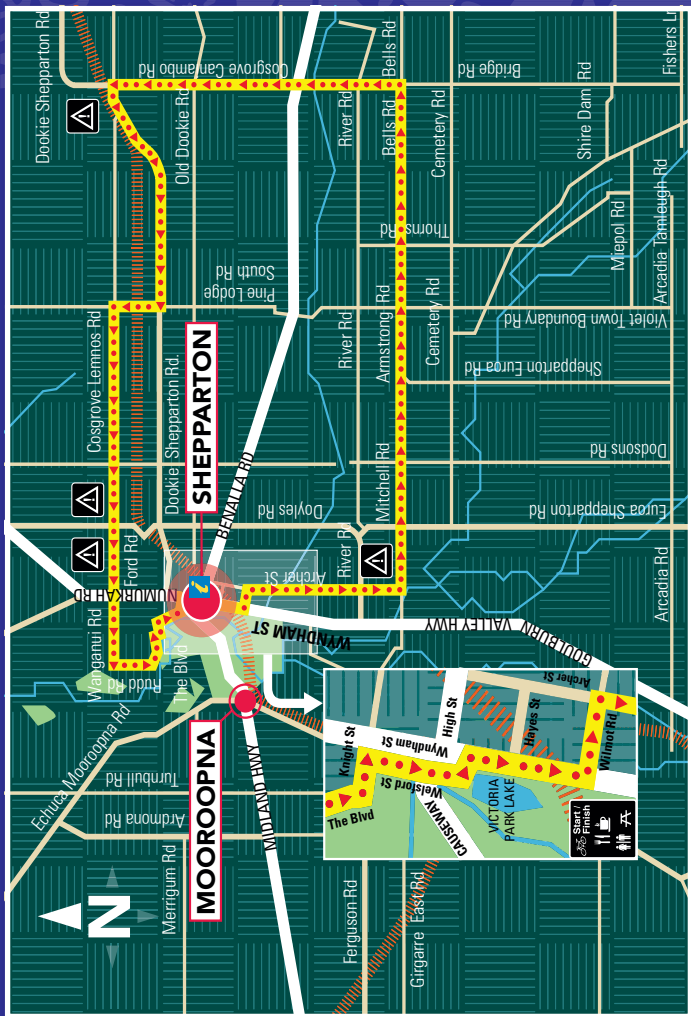 Dookie Shepparton Rd
Cosgrove Caniambo Rd
Bells Rd
Bridge Rd
Fishers Ln
Old Dookie Rd
River Rd
Bells Rd
Cemetery Rd
Shire Dam Rd
Thorns Rd
Miepol Rd
Arcadia Tamleugh Rd
Pine Lodge
South Rd
Cosgrove Lemnos Rd
River Rd
Armstrong Rd
Cemetery Rd
Violet Town Boundary Rd
Shepparton Euroa Rd
Dookie Shepparton Rd.
SHEPPARTON
BENALLA RD
Mitchell Rd
Dodsons Rd
Doyles Rd
Euroa Shepparton Rd
Ford Rd
River Rd
Archer St
Arcadia Rd
NUMURKAH RD
i
WYNDHAM ST
GOULBURN VALLEY HWY
Wanganui Rd
Rudd Rd
The Blvd
Echuca Mooroopna Rd
MOOROOPNA
MIDLAND HWY
Turnbull Rd
Ardmona Rd
Merrigum Rd
N
Ferguson Rd
Girgarre East Rd
Knight St
Wyndham St
High St
Archer St
Hayes St
Wilmot Rd
The Blvd
Welsford St
CAUSEWAY
VICTORIA
PARK LAKE
Start /
Finish